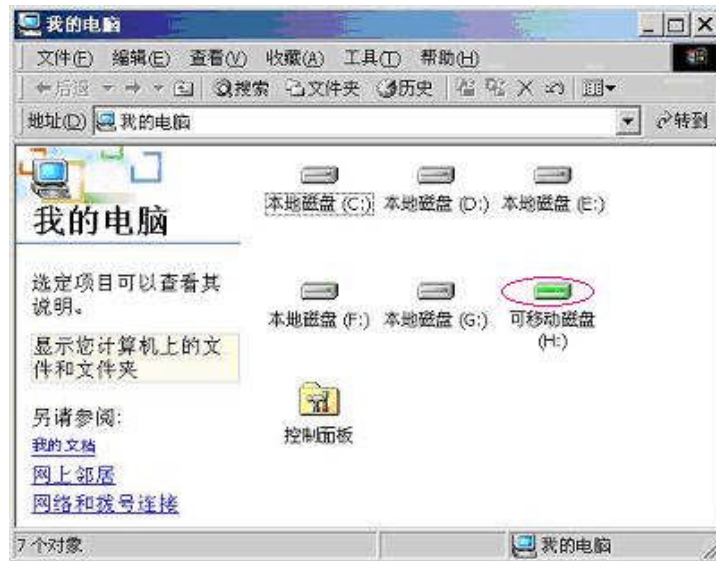 我的电脑
文件(F) 编辑(E) 查看(V) 收藏(A) 工具(T) 帮助(H)
后退 搜索 文件夹 历史
地址(D) 我的电脑 转到
我的电脑
选定项目可以查看其
说明。
显示您计算机上的文
件和文件夹
另请参阅:
我的文档
网上邻居
网络和拨号连接
本地磁盘 (C:) 本地磁盘 (D:) 本地磁盘 (E:)
本地磁盘 (F:) 本地磁盘 (G:) 可移动磁盘
(H:)
控制面板
7 个对象 我的电脑